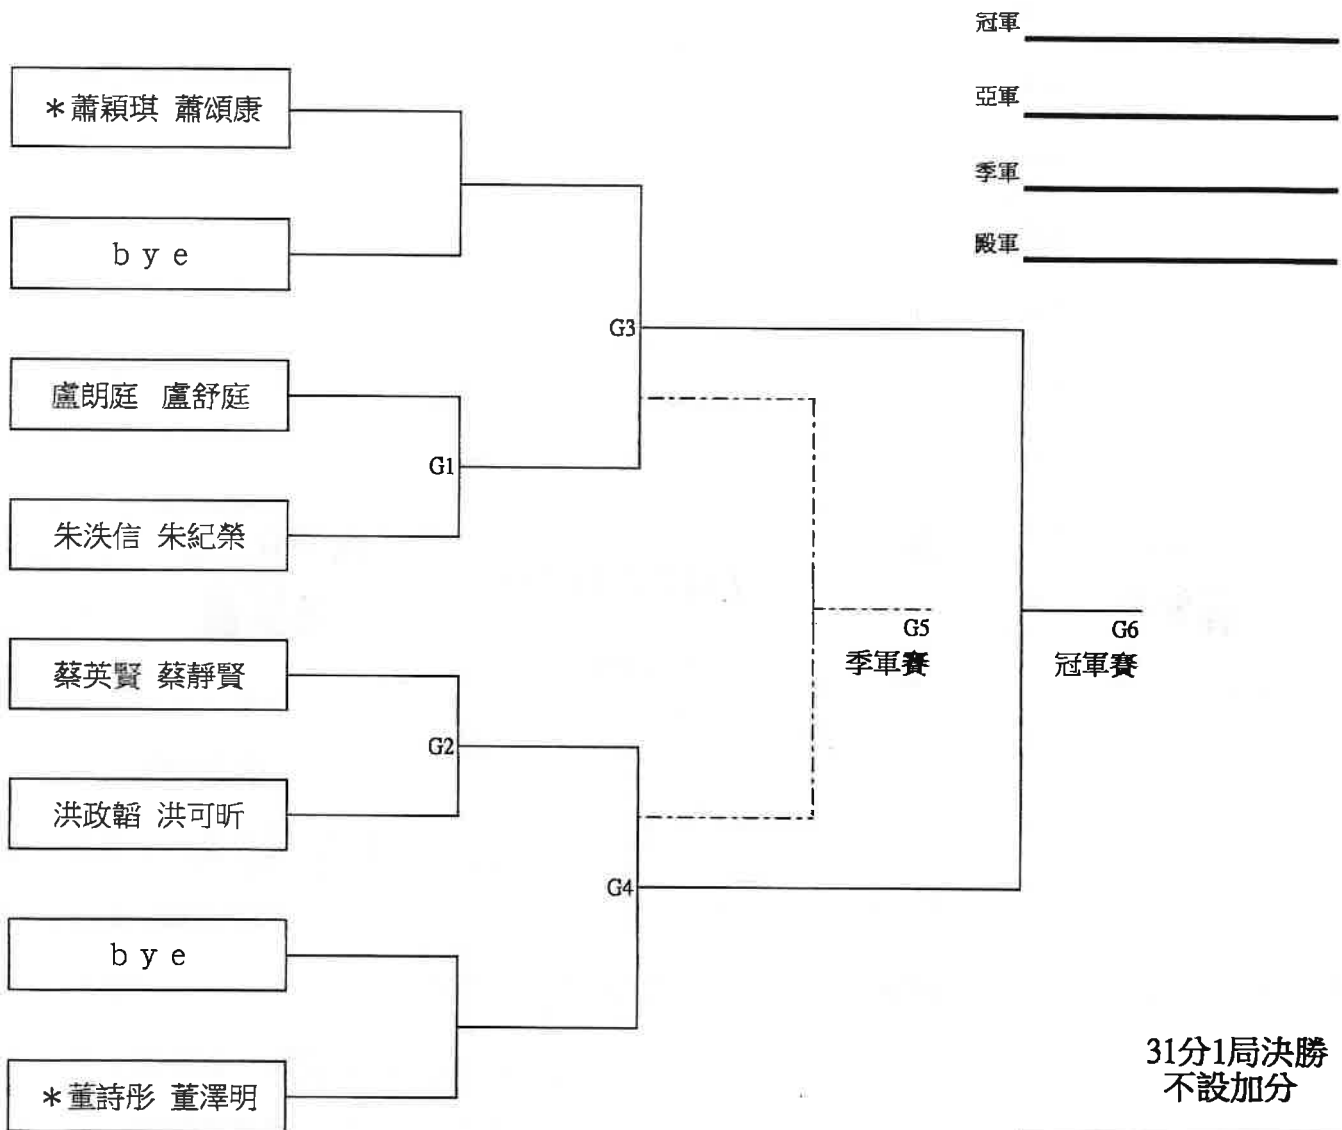 冠軍
亞軍
季軍
殿軍
*蕭穎琪 蕭頌康
bye
盧朗庭 盧舒庭
朱泆信 朱紀榮
蔡英賢 蔡靜賢
洪政韜 洪可昕
bye
*董詩彤 董澤明
G1
G2
G3
G4
G5
季軍賽
G6
冠軍賽
31分1局決勝
不設加分